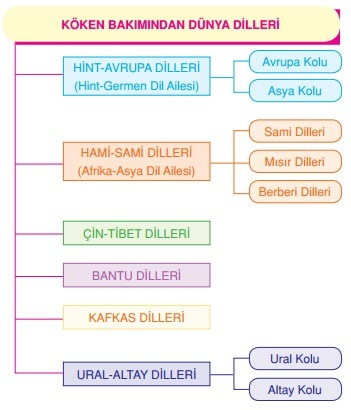 KÖKEN BAKIMINDAN DÜNYA DİLLERİ
HİNT-AVRUPA DİLLERİ
(Hint-Germen Dil Ailesi)
Avrupa Kolu
Asya Kolu
HAMİ-SAMİ DİLLERİ
(Afrika-Asya Dil Ailesi)
Sami Dilleri
Mısır Dilleri
Berberi Dilleri
ÇİN-TİBET DİLLERİ
BANTU DİLLERİ
KAFKAS DİLLERİ
URAL-ALTAY DİLLERİ
Ural Kolu
Altay Kolu